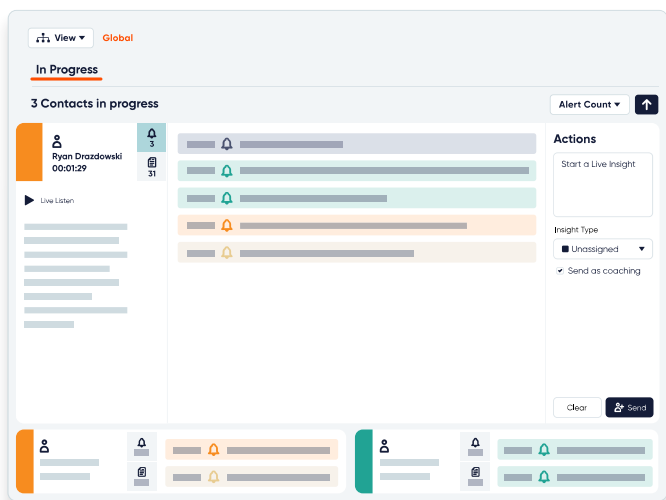 View
Global
In Progress
3 Contacts in progress
Alert Count
Ryan Drazdowski
00:01:29
3
31
Live Listen
Actions
Start a Live Insight
Insight Type
Unassigned
Send as coaching
Clear
Send